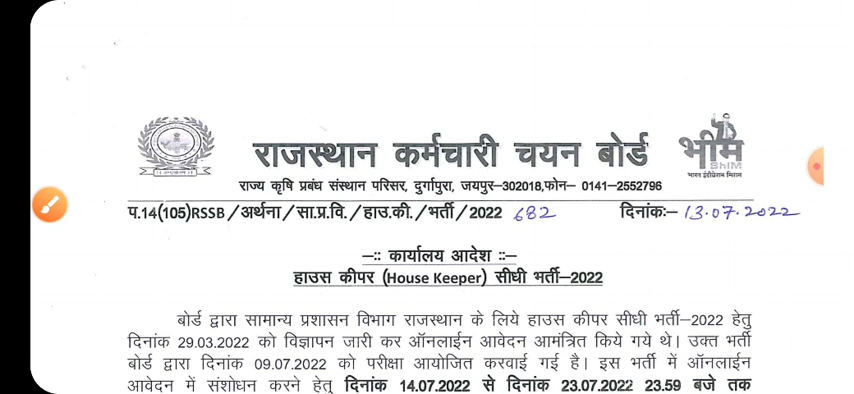 राजस्थान कर्मचारी चयन बोर्ड
भीम
BHIM
भारत इंटीग्रेशन मिशन
राज्य कृषि प्रबंध संस्थान परिसर, दुर्गापुरा, जयपुर–302018,फोन– 0141–2552796
प.14(105)RSSB/अर्थना/सा.प्र.वि./हाउ.की./भर्ती/2022 682 दिनांकः– 13.07.2022
–:: कार्यालय आदेश ::–
हाउस कीपर (House Keeper) सीधी भर्ती–2022
बोर्ड द्वारा सामान्य प्रशासन विभाग राजस्थान के लिये हाउस कीपर सीधी भर्ती–2022 हेतु
दिनांक 29.03.2022 को विज्ञापन जारी कर ऑनलाईन आवेदन आमंत्रित किये गये थे। उक्त भर्ती
बोर्ड द्वारा दिनांक 09.07.2022 को परीक्षा आयोजित करवाई गई है। इस भर्ती में ऑनलाईन
आवेदन में संशोधन करने हेतु दिनांक 14.07.2022 से दिनांक 23.07.2022 23.59 बजे तक